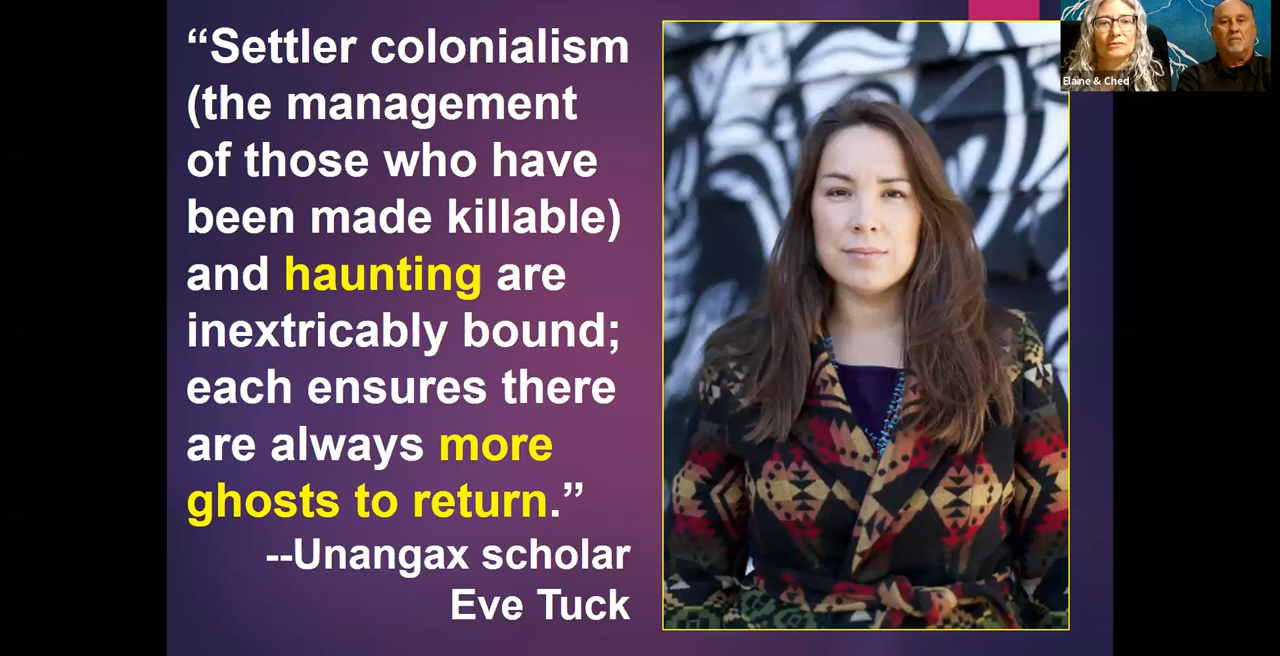 “Settler colonialism
(the management
of those who have
been made killable)
and haunting are
inextricably bound;
each ensures there
are always more
ghosts to return.”
--Unangax scholar
Eve Tuck
Elaine & Ched